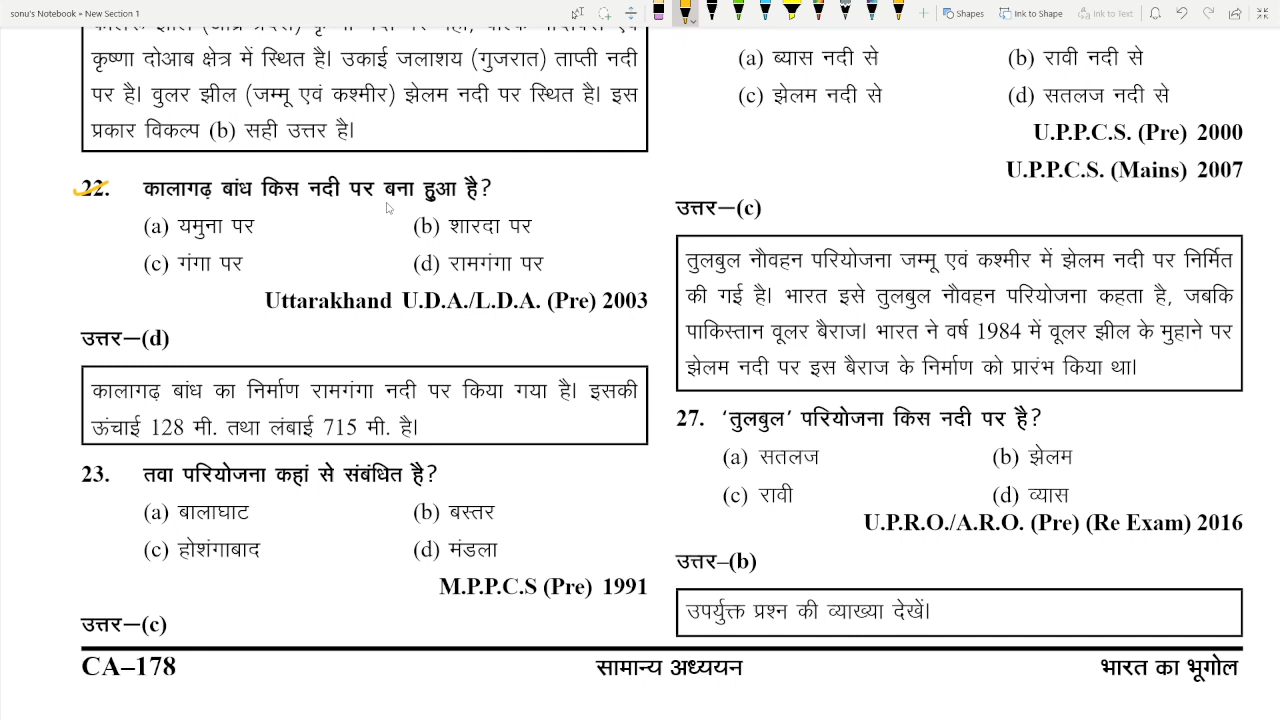 sonu's Notebook » New Section 1
Shapes
Ink to Shape
Ink to Text
कृष्णा दोआब क्षेत्र में स्थित है। उकाई जलाशय (गुजरात) ताप्ती नदी
पर है। वुलर झील (जम्मू एवं कश्मीर) झेलम नदी पर स्थित है। इस
प्रकार विकल्प (b) सही उत्तर है।
22. कालागढ़ बांध किस नदी पर बना हुआ है?
(a) यमुना पर (b) शारदा पर
(c) गंगा पर (d) रामगंगा पर
Uttarakhand U.D.A./L.D.A. (Pre) 2003
उत्तर–(d)
कालागढ़ बांध का निर्माण रामगंगा नदी पर किया गया है। इसकी
ऊंचाई 128 मी. तथा लंबाई 715 मी. है।
23. तवा परियोजना कहां से संबंधित है?
(a) बालाघाट (b) बस्तर
(c) होशंगाबाद (d) मंडला
M.P.P.C.S (Pre) 1991
उत्तर–(c)
(a) ब्यास नदी से (b) रावी नदी से
(c) झेलम नदी से (d) सतलज नदी से
U.P.P.C.S. (Pre) 2000
U.P.P.C.S. (Mains) 2007
उत्तर–(c)
तुलबुल नौवहन परियोजना जम्मू एवं कश्मीर में झेलम नदी पर निर्मित
की गई है। भारत इसे तुलबुल नौवहन परियोजना कहता है, जबकि
पाकिस्तान वूलर बैराज। भारत ने वर्ष 1984 में वूलर झील के मुहाने पर
झेलम नदी पर इस बैराज के निर्माण को प्रारंभ किया था।
27. ‘तुलबुल’ परियोजना किस नदी पर है?
(a) सतलज (b) झेलम
(c) रावी (d) व्यास
U.P.R.O./A.R.O. (Pre) (Re Exam) 2016
उत्तर–(b)
उपर्युक्त प्रश्न की व्याख्या देखें।
CA–178 सामान्य अध्ययन भारत का भूगोल